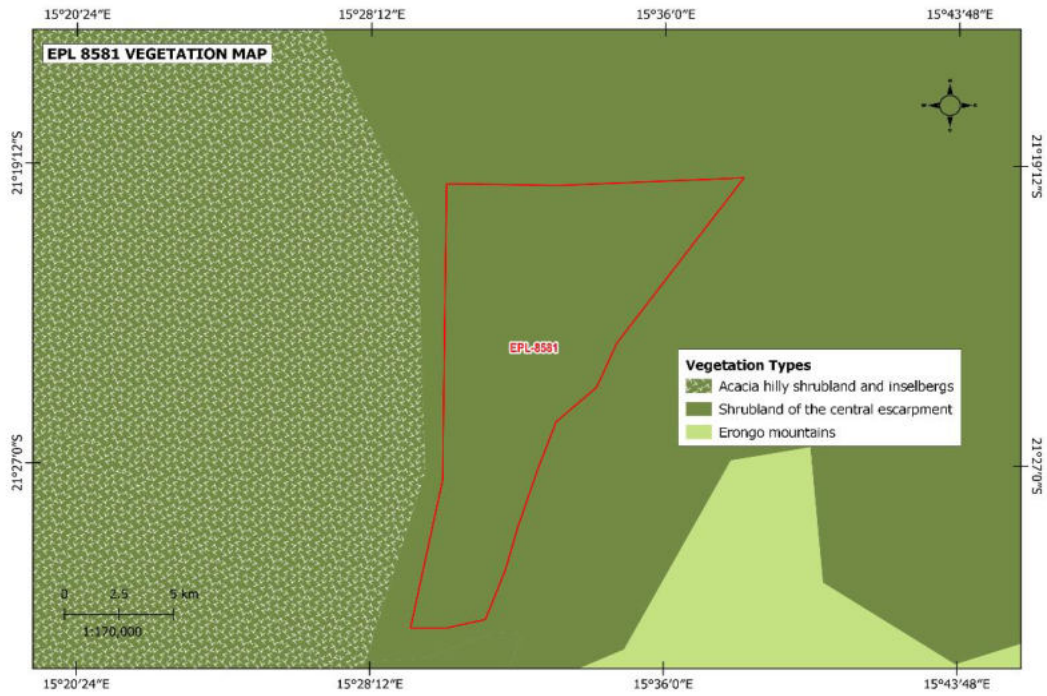 15°20'24"E 15°28'12"E 15°36'0"E 15°43'48"E
EPL 8581 VEGETATION MAP
21°19'12"S 21°19'12"S
EPL-8581
Vegetation Types
Acacia hilly shrubland and inselbergs
Shrubland of the central escarpment
Erongo mountains
21°27'0"S 21°27'0"S
0 2.5 5 km
1:170,000
15°20'24"E 15°28'12"E 15°36'0"E 15°43'48"E